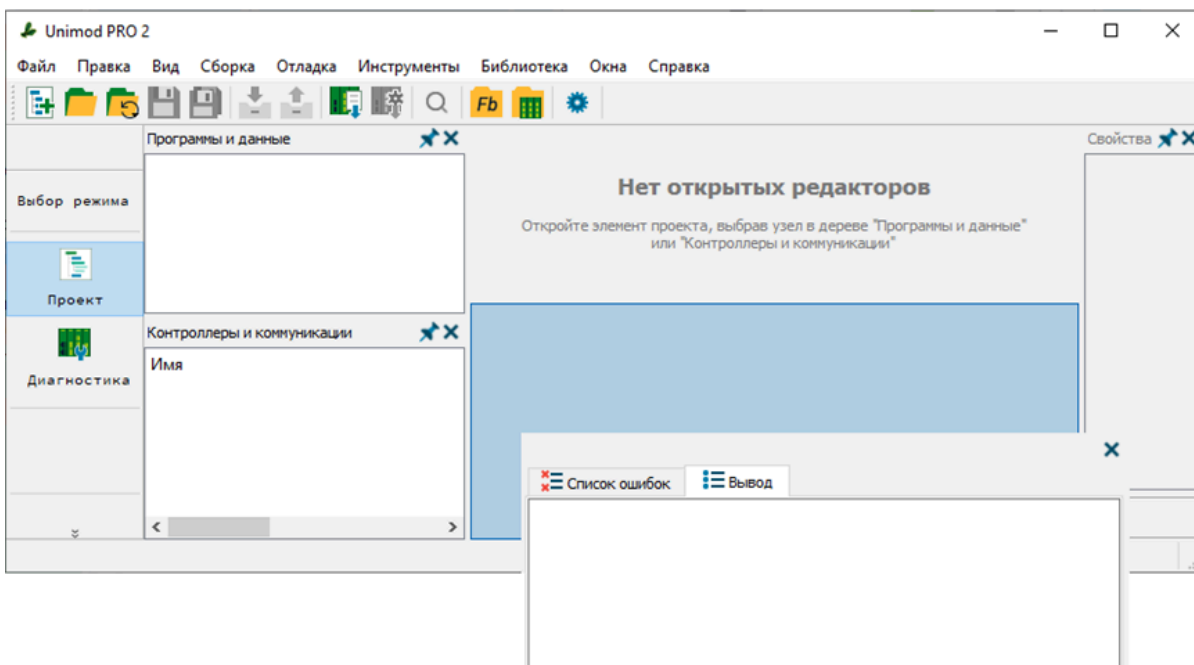 Unimod PRO 2
Файл Правка Вид Сборка Отладка Инструменты Библиотека Окна Справка
Fb
Программы и данные
Свойства
Выбор режима
Нет открытых редакторов
Откройте элемент проекта, выбрав узел в дереве "Программы и данные"
или "Контроллеры и коммуникации"
Проект
Контроллеры и коммуникации
Имя
Диагностика
Список ошибок Вывод